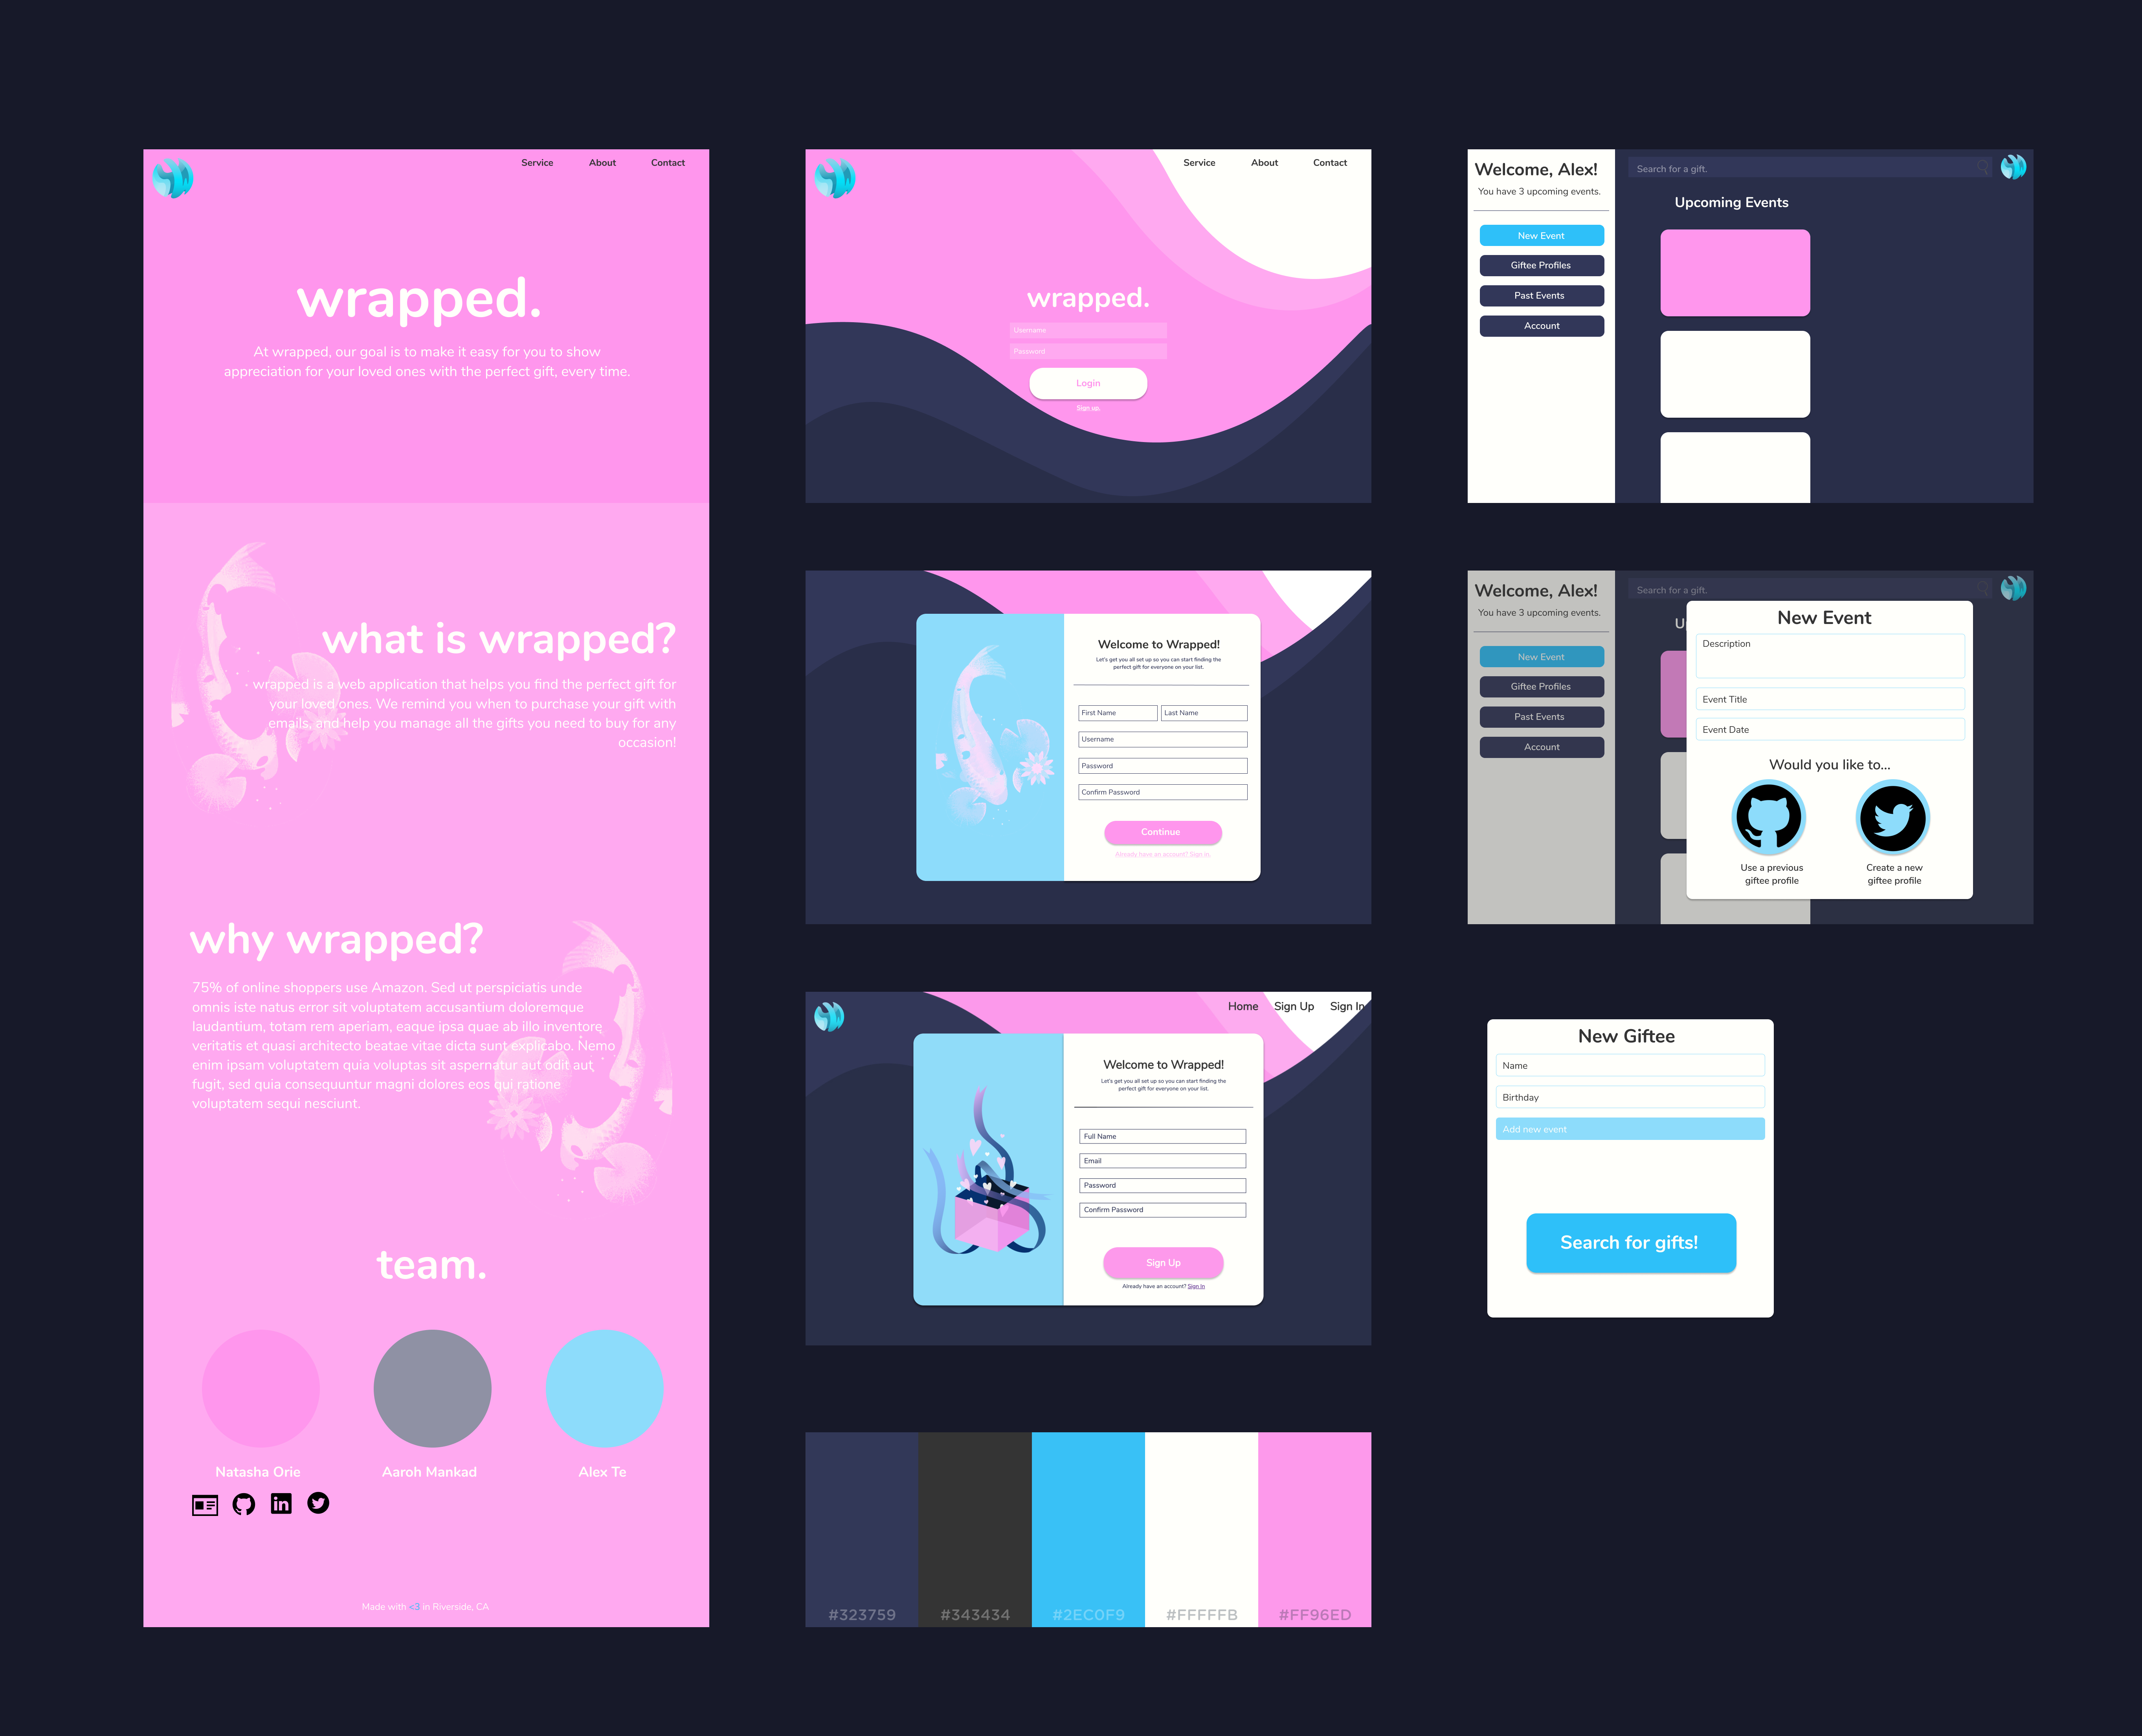 Service About Contact
wrapped.
At wrapped, our goal is to make it easy for you to show
appreciation for your loved ones with the perfect gift, every time.
what is wrapped?
wrapped is a web application that helps you find the perfect gift for
your loved ones. We remind you when to purchase your gift with
emails, and help you manage all the gifts you need to buy for any
occasion!
why wrapped?
75% of online shoppers use Amazon. Sed ut perspiciatis unde
omnis iste natus error sit voluptatem accusantium doloremque
laudantium, totam rem aperiam, eaque ipsa quae ab illo inventore
veritatis et quasi architecto beatae vitae dicta sunt explicabo. Nemo
enim ipsam voluptatem quia voluptas sit aspernatur aut odit aut
fugit, sed quia consequuntur magni dolores eos qui ratione
voluptatem sequi nesciunt.
team.
Natasha Orie
Aaroh Mankad
Alex Te
in
Made with <3 in Riverside, CA
Service About Contact
wrapped.
Username
Password
Login
Sign up
Welcome to Wrapped!
Let's get you all set up so you can start finding the
perfect gift for everyone on your list.
First Name
Last Name
Username
Password
Confirm Password
Continue
Already have an account? Sign in.
Home Sign Up Sign In
Welcome to Wrapped!
Let's get you all set up so you can start finding the
perfect gift for everyone on your list.
Full Name
Email
Password
Confirm Password
Sign Up
Already have an account? Sign In
#323759
#343434
#2EC0F9
#FFFFFB
#FF96ED
Welcome, Alex!
You have 3 upcoming events.
New Event
Giftee Profiles
Past Events
Account
Search for a gift.
Upcoming Events
Welcome, Alex!
You have 3 upcoming events.
New Event
Giftee Profiles
Past Events
Account
Search for a gift.
U
New Event
Description
Event Title
Event Date
Would you like to...
Use a previous
giftee profile
Create a new
giftee profile
New Giftee
Name
Birthday
Add new event
Search for gifts!